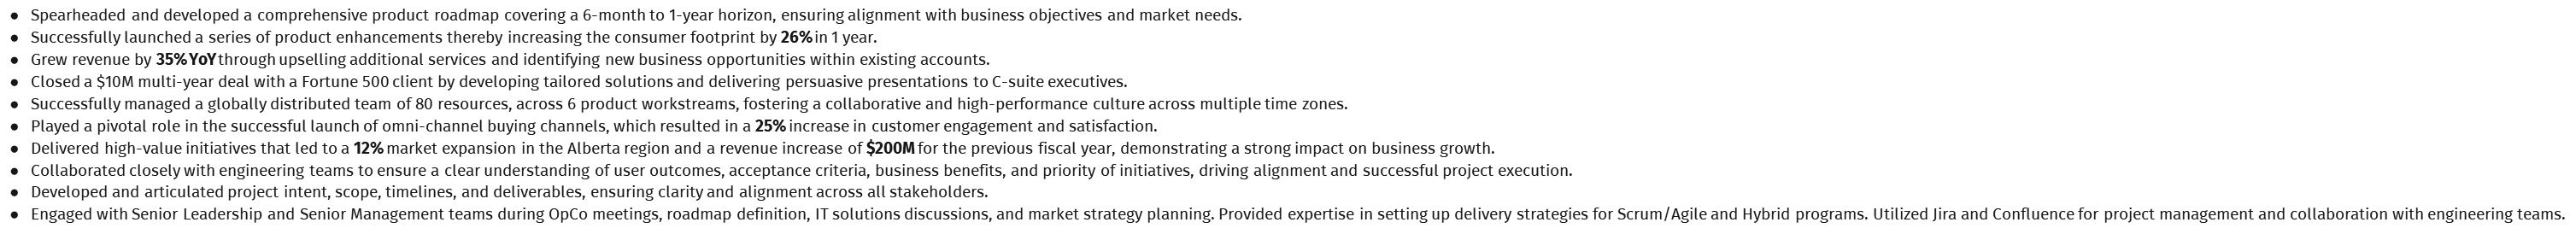 ● Spearheaded and developed a comprehensive product roadmap covering a 6-month to 1-year horizon, ensuring alignment with business objectives and market needs.
● Successfully launched a series of product enhancements thereby increasing the consumer footprint by 26% in 1 year.
● Grew revenue by 35% YoY through upselling additional services and identifying new business opportunities within existing accounts.
● Closed a $10M multi-year deal with a Fortune 500 client by developing tailored solutions and delivering persuasive presentations to C-suite executives.
● Successfully managed a globally distributed team of 80 resources, across 6 product workstreams, fostering a collaborative and high-performance culture across multiple time zones.
● Played a pivotal role in the successful launch of omni-channel buying channels, which resulted in a 25% increase in customer engagement and satisfaction.
● Delivered high-value initiatives that led to a 12% market expansion in the Alberta region and a revenue increase of $200M for the previous fiscal year, demonstrating a strong impact on business growth.
● Collaborated closely with engineering teams to ensure a clear understanding of user outcomes, acceptance criteria, business benefits, and priority of initiatives, driving alignment and successful project execution.
● Developed and articulated project intent, scope, timelines, and deliverables, ensuring clarity and alignment across all stakeholders.
● Engaged with Senior Leadership and Senior Management teams during OpCo meetings, roadmap definition, IT solutions discussions, and market strategy planning. Provided expertise in setting up delivery strategies for Scrum/Agile and Hybrid programs. Utilized Jira and Confluence for project management and collaboration with engineering teams.